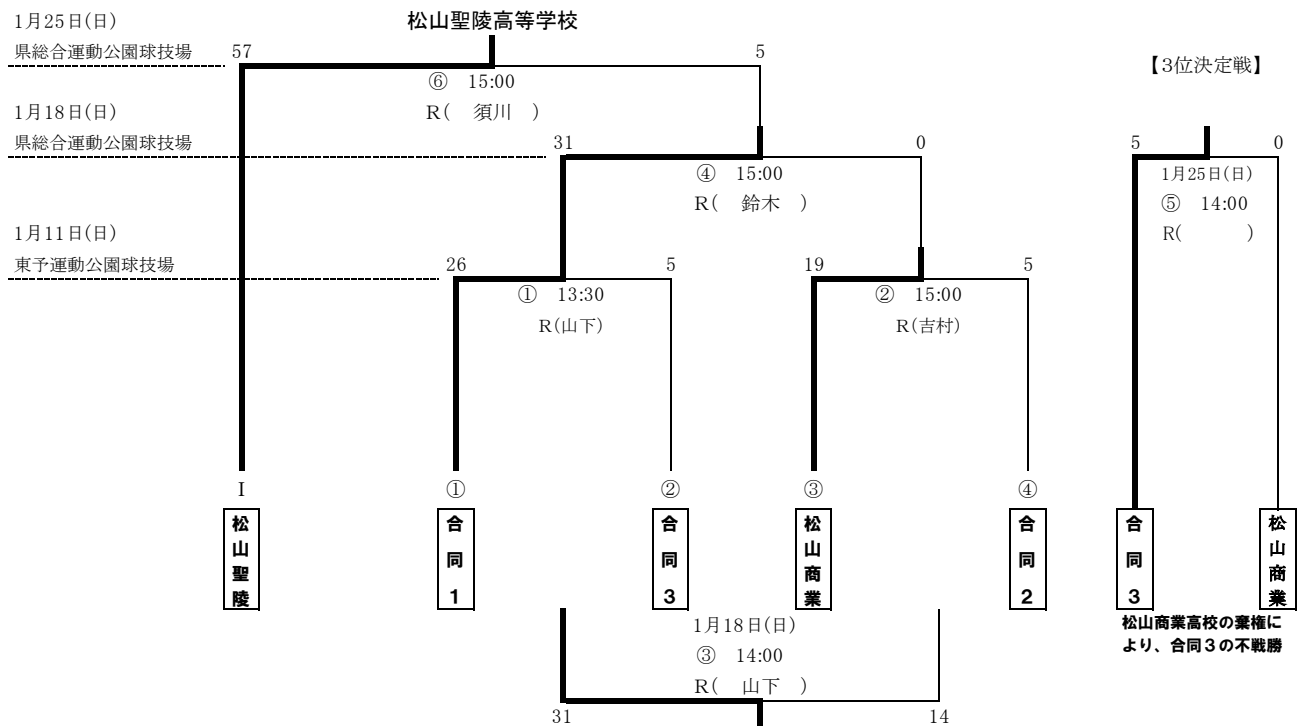 1月25日(日)
松山聖陵高等学校
県総合運動公園球技場
57
5
【3位決定戦】
⑥ 15:00
1月18日(日)
R( 須川 )
県総合運動公園球技場
31
0
5
0
④ 15:00
R( 鈴木 )
1月25日(日)
⑤ 14:00
R( )
1月11日(日)
東予運動公園球技場
26
5
19
5
① 13:30
R(山下)
② 15:00
R(吉村)
I
①
②
③
④
松山聖陵
合同1
合同3
松山商業
合同2
合同3
松山商業
松山商業高校の棄権に
より、合同3の不戦勝
1月18日(日)
③ 14:00
R( 山下 )
31
14